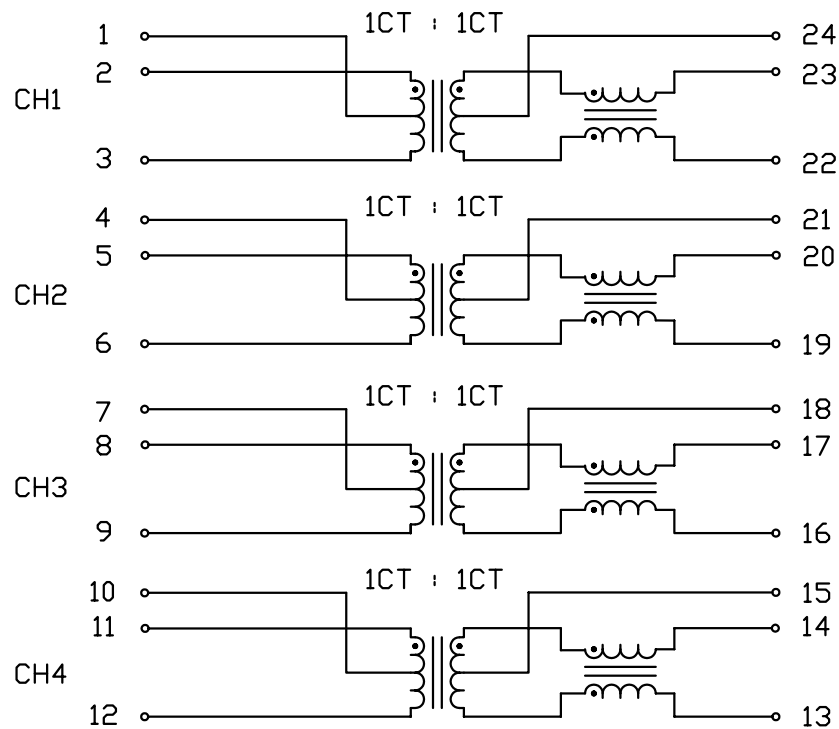 1 1CT : 1CT 24
2 23
CH1
3 22
4 1CT : 1CT 21
5 20
CH2
6 19
7 1CT : 1CT 18
8 17
CH3
9 16
10 1CT : 1CT 15
11 14
CH4
12 13